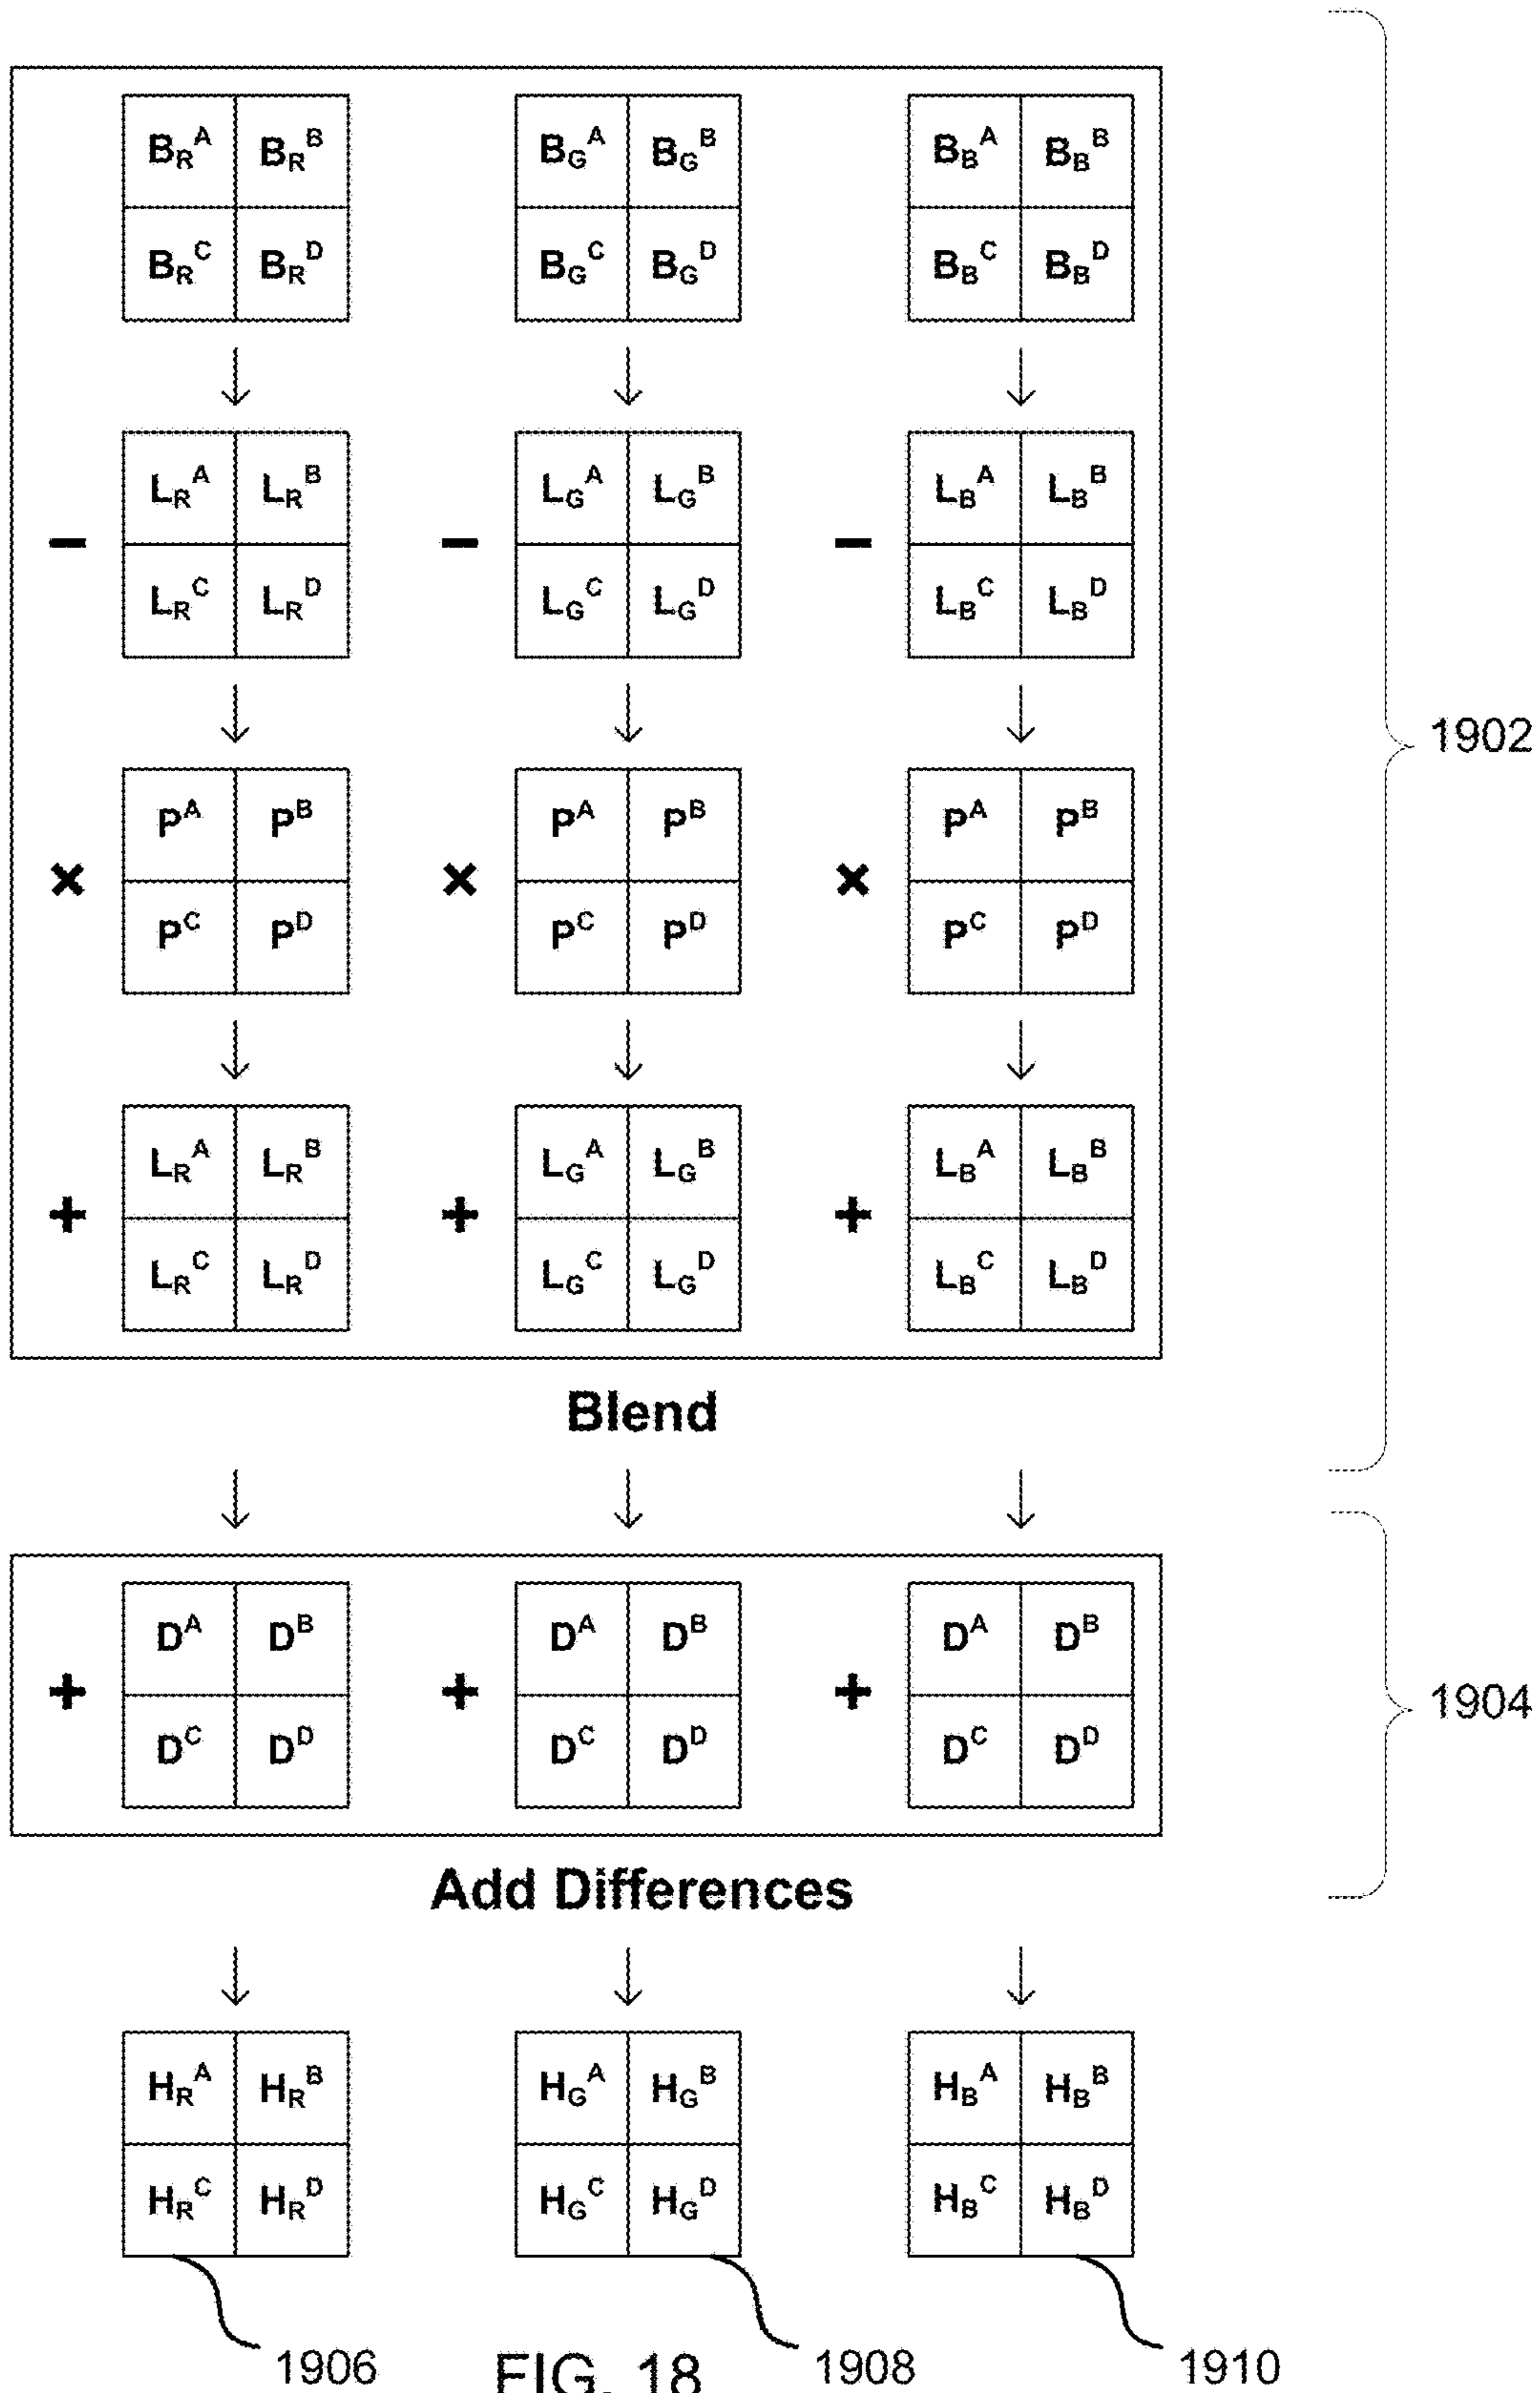 B_R^A B_R^B B_G^A B_G^B B_B^A B_B^B
B_R^C B_R^D B_G^C B_G^D B_B^C B_B^D
− L_R^A L_R^B − L_G^A L_G^B − L_B^A L_B^B
L_R^C L_R^D L_G^C L_G^D L_B^C L_B^D
1902
× P^A P^B × P^A P^B × P^A P^B
P^C P^D P^C P^D P^C P^D
+ L_R^A L_R^B + L_G^A L_G^B + L_B^A L_B^B
L_R^C L_R^D L_G^C L_G^D L_B^C L_B^D
Blend
+ D^A D^B + D^A D^B + D^A D^B
D^C D^D D^C D^D D^C D^D
1904
Add Differences
H_R^A H_R^B H_G^A H_G^B H_B^A H_B^B
H_R^C H_R^D H_G^C H_G^D H_B^C H_B^D
1906 FIG. 18 1908 1910